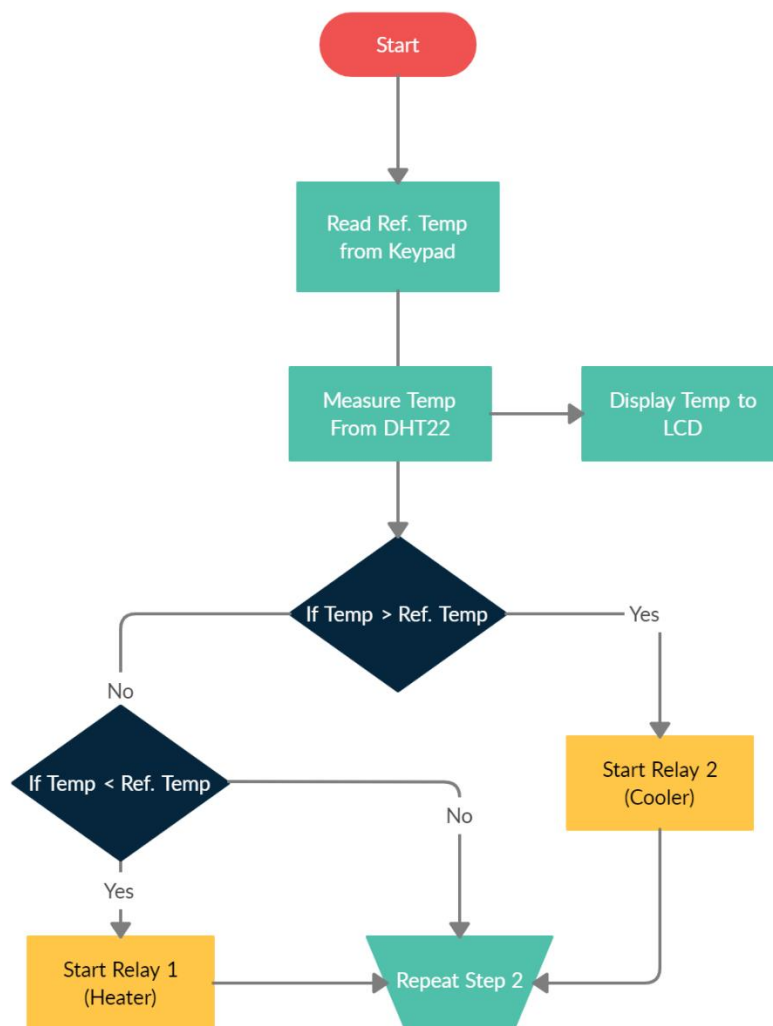 Start
Read Ref. Temp
from Keypad
Measure Temp
From DHT22
Display Temp to
LCD
If Temp > Ref. Temp
Yes
No
If Temp < Ref. Temp
Start Relay 2
(Cooler)
No
Yes
Start Relay 1
(Heater)
Repeat Step 2